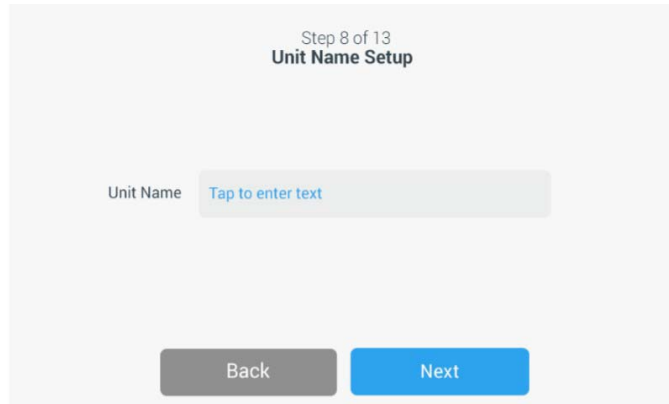 Step 8 of 13
Unit Name Setup
Unit Name Tap to enter text
Back Next